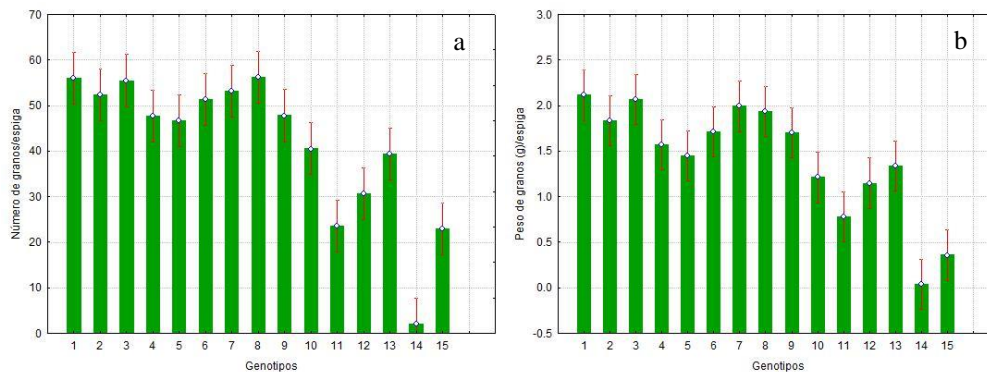 a
Número de granos/espiga
70
60
50
40
30
20
10
0
1 2 3 4 5 6 7 8 9 10 11 12 13 14 15
Genotipos
b
Peso de granos (g)/espiga
3.0
2.5
2.0
1.5
1.0
0.5
0.0
-0.5
1 2 3 4 5 6 7 8 9 10 11 12 13 14 15
Genotipos